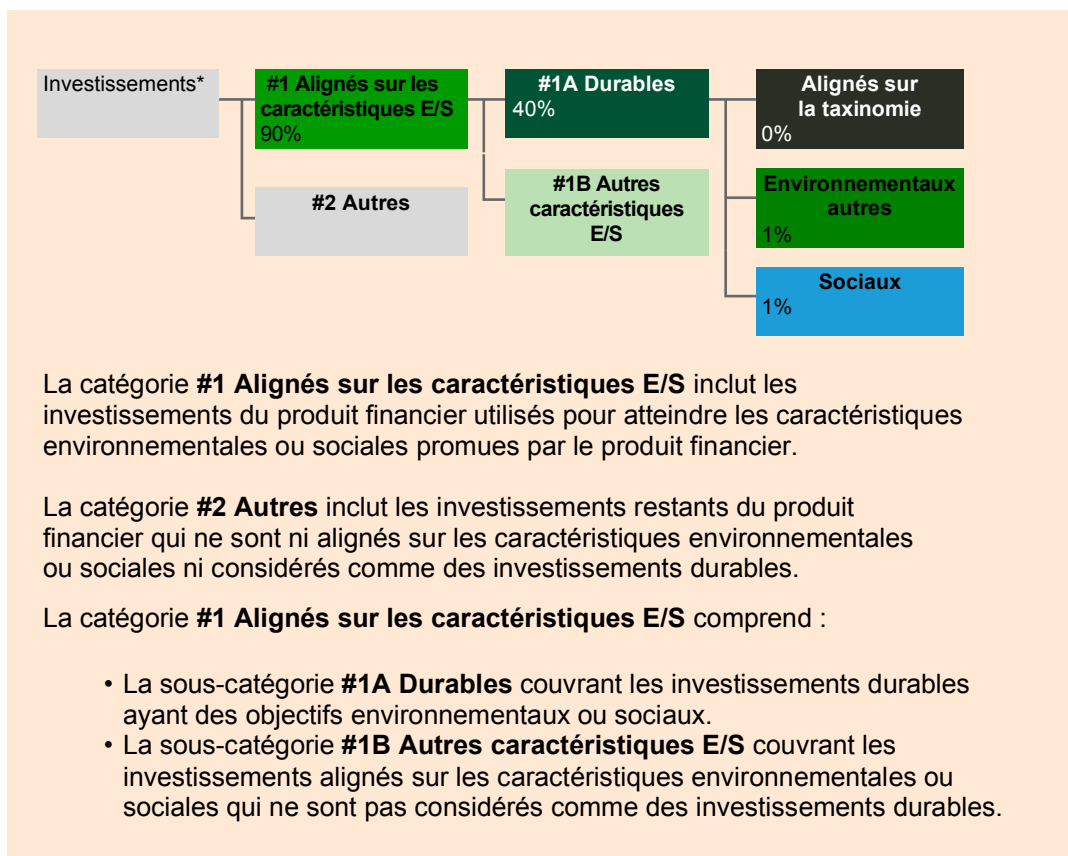 Investissements*
#1 Alignés sur les
caractéristiques E/S
90%
#2 Autres
#1A Durables
40%
#1B Autres
caractéristiques
E/S
Alignés sur
la taxinomie
0%
Environnementaux
autres
1%
Sociaux
1%
La catégorie #1 Alignés sur les caractéristiques E/S inclut les
investissements du produit financier utilisés pour atteindre les caractéristiques
environnementales ou sociales promues par le produit financier.
La catégorie #2 Autres inclut les investissements restants du produit
financier qui ne sont ni alignés sur les caractéristiques environnementales
ou sociales ni considérés comme des investissements durables.
La catégorie #1 Alignés sur les caractéristiques E/S comprend :
• La sous-catégorie #1A Durables couvrant les investissements durables
ayant des objectifs environnementaux ou sociaux.
• La sous-catégorie #1B Autres caractéristiques E/S couvrant les
investissements alignés sur les caractéristiques environnementales ou
sociales qui ne sont pas considérés comme des investissements durables.